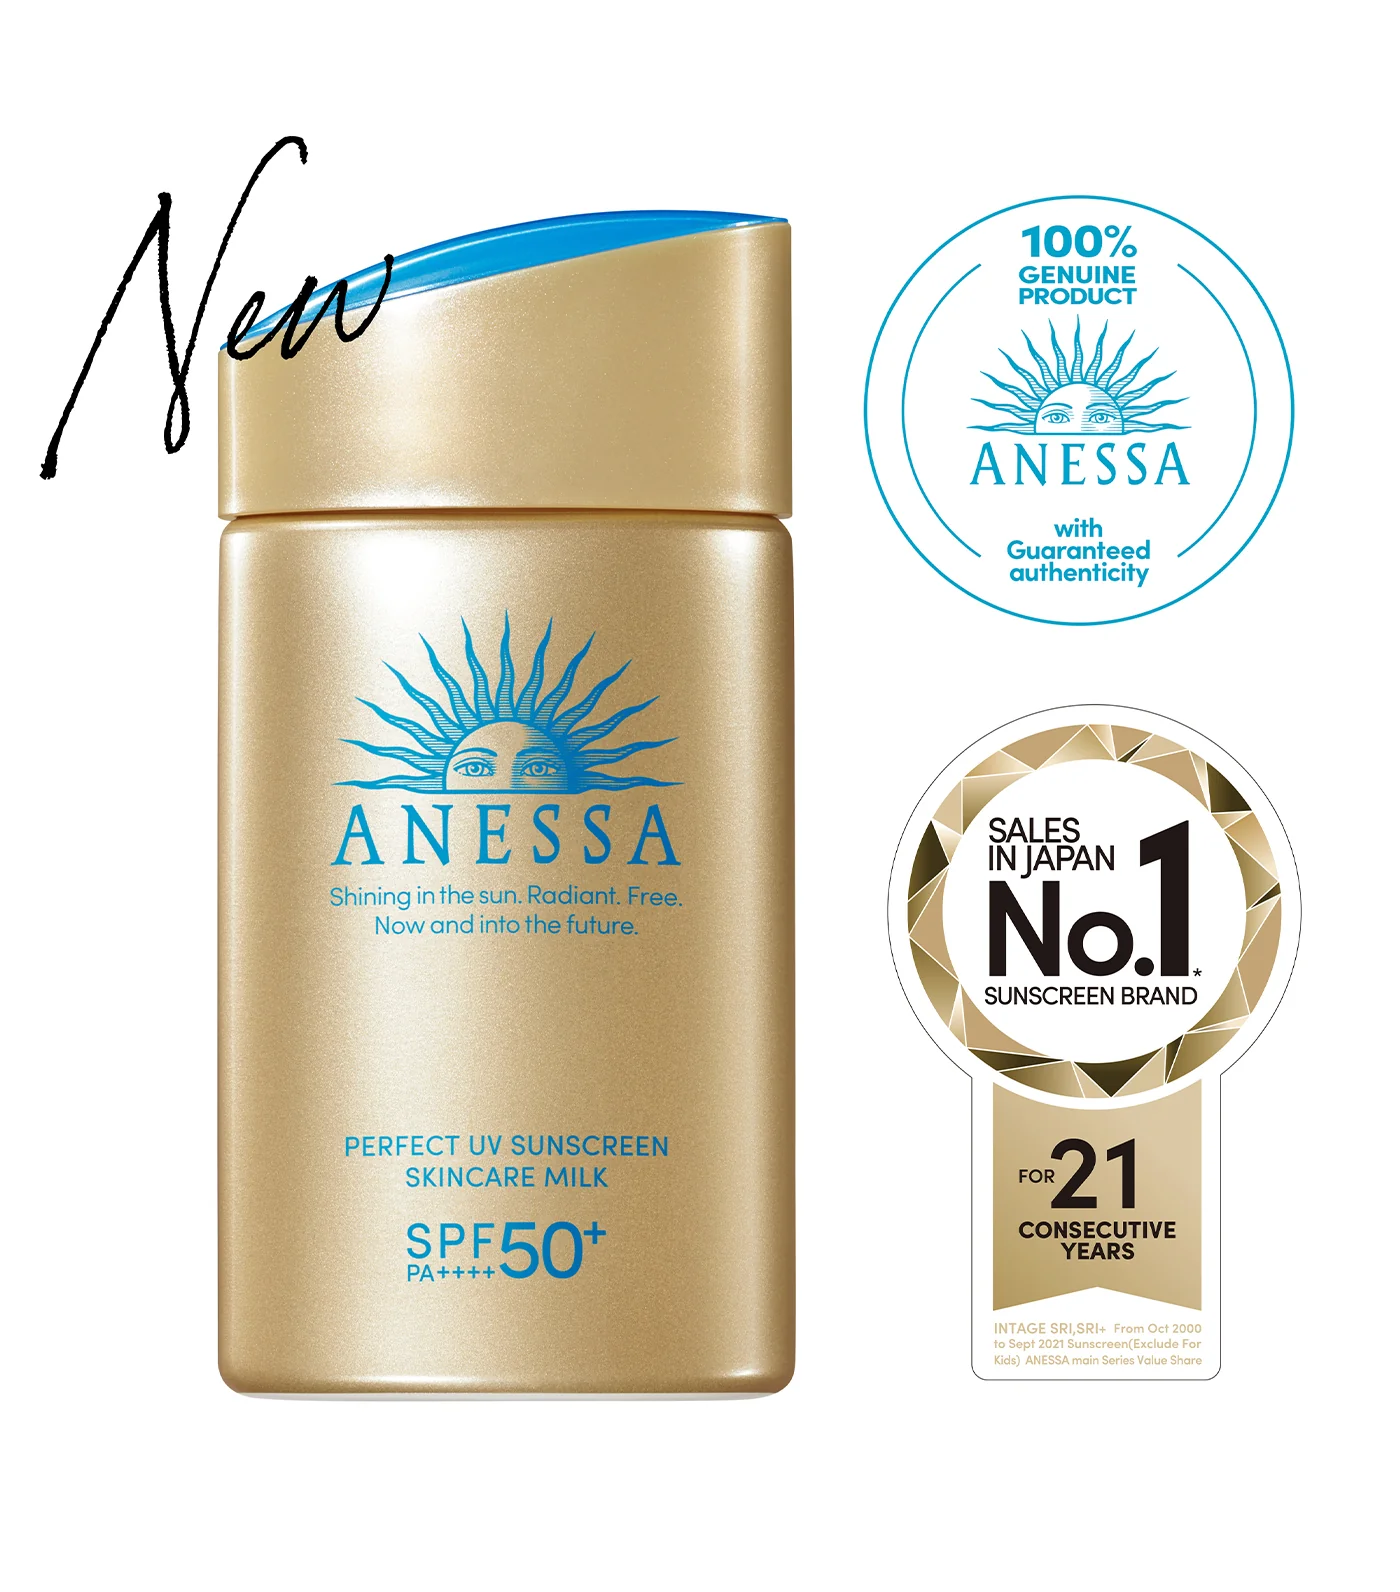 New
ANESSA
Shining in the sun. Radiant. Free.
Now and into the future.
PERFECT UV SUNSCREEN
SKINCARE MILK
SPF50+
PA++++
100%
GENUINE
PRODUCT
ANESSA
with
Guaranteed
authenticity
SALES
IN JAPAN
No.1*
SUNSCREEN BRAND
FOR 21
CONSECUTIVE
YEARS
INTAGE SRI,SRI+ From Oct 2000
to Sept 2021 Sunscreen(Exclude For
Kids) ANESSA main Series Value Share